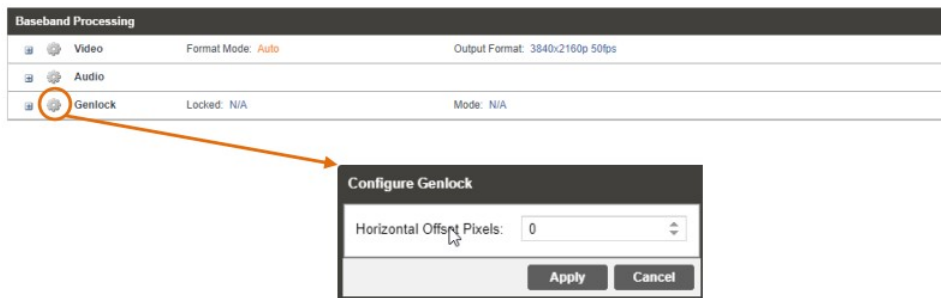 Baseband Processing
Video Format Mode: Auto Output Format: 3840x2160p 50fps
Audio
Genlock Locked: N/A Mode: N/A
Configure Genlock
Horizontal Offset Pixels: 0
Apply Cancel